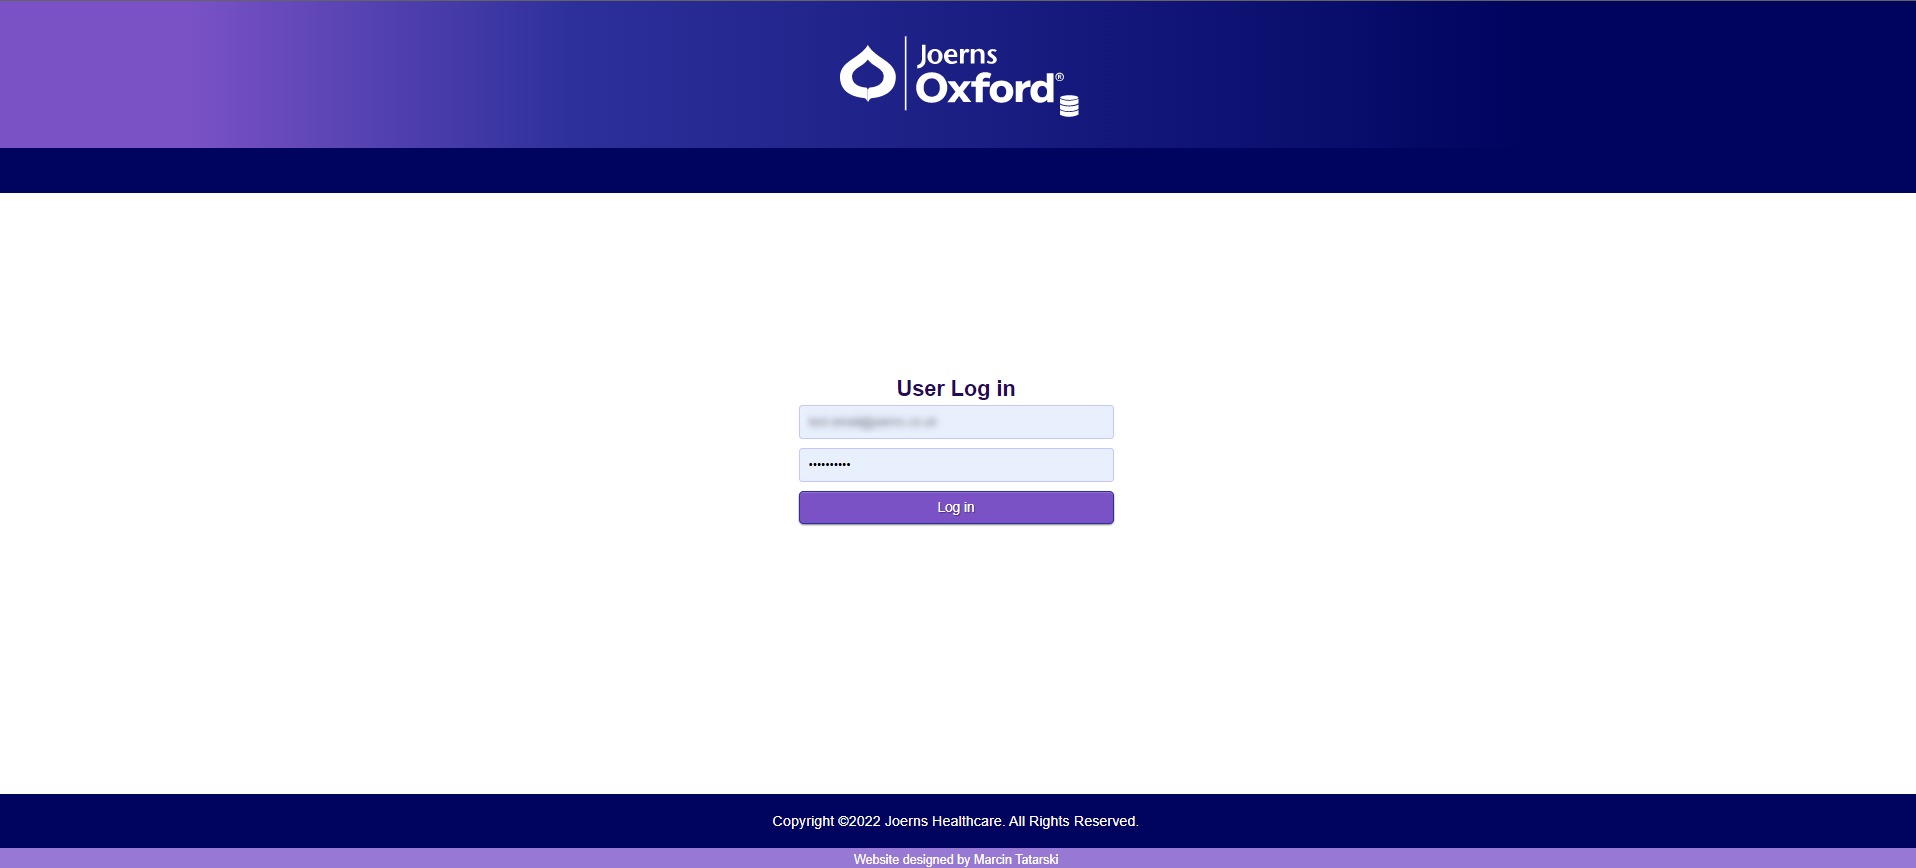 Joerns
Oxford®
User Log in
••••••••••
Log in
Copyright ©2022 Joerns Healthcare. All Rights Reserved.
Website designed by Marcin Tatarski